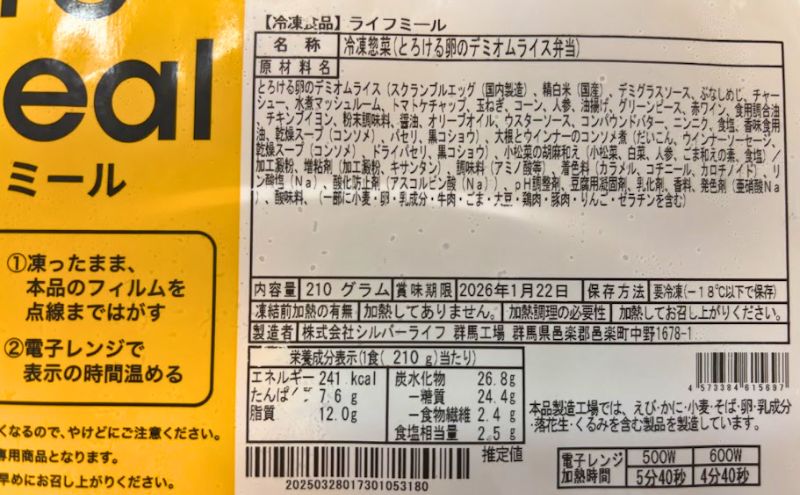 eal
ミール
①凍ったまま、
本品のフィルムを
点線まではがす
②電子レンジで
表示の時間温める
くなるので、やけどにご注意ください。
専用商品となります。
早めにお召し上がりください。
【冷凍食品】 ライフミール
名 称 冷凍惣菜(とろける卵のデミオムライス弁当)
原材料名
とろける卵のデミオムライス(スクランブルエッグ(国内製造)、精白米(国産)、デミグラスソース、ぶなしめじ、チャー
シュー、水煮マッシュルーム、トマトケチャップ、玉ねぎ、コーン、人参、油揚げ、グリーンピース、赤ワイン、食用調合油
、チキンブイヨン、粉末調味料、醤油、オリーブオイル、ウスターソース、コンパウンドバター、ニンニク、食塩、香味食用
油、乾燥スープ(コンソメ)、パセリ、黒コショウ)、大根とウインナーのコンソメ煮(だいこん、ウインナーソーセージ、
乾燥スープ(コンソメ)、ドライパセリ、黒コショウ)、小松菜の胡麻和え(小松菜、白菜、人参、ごま和えの素、食塩)/
加工澱粉、増粘剤(加工澱粉、キサンタン)、調味料(アミノ酸等)、着色料(カラメル、コチニール、カロチノイド)、リ
ン酸塩(Na)、酸化防止剤(アスコルビン酸(Na))、pH調整剤、豆腐用凝固剤、乳化剤、香料、発色剤(亜硝酸Na
)、酸味料、(一部に小麦・卵・乳成分・牛肉・ごま・大豆・鶏肉・豚肉・りんご・ゼラチンを含む)
内容量 210 グラム 賞味期限 2026年1月22日 保存方法 要冷凍(-18℃以下で保存)
凍結前加熱の有無 加熱してありません。 加熱調理の必要性 加熱してお召し上がりください。
製造者 株式会社シルバーライフ 群馬工場 群馬県邑楽郡邑楽町中野1678-1
栄養成分表示(1食(210g)当たり)
エネルギー 241 kcal 炭水化物 26.8g
たんぱく 7.6 g -糖質 24.4g
脂質 12.0g -食物繊維 2.4 g
食塩相当量 2.5 g
推定値
20250328017301053180
4573384615697
本品製造工場では、えび・かに・小麦・そば・卵・乳成分
・落花生・くるみを含む製品を製造しています。
電子レンジ 500W 600W
加熱時間 5分40秒 4分40秒